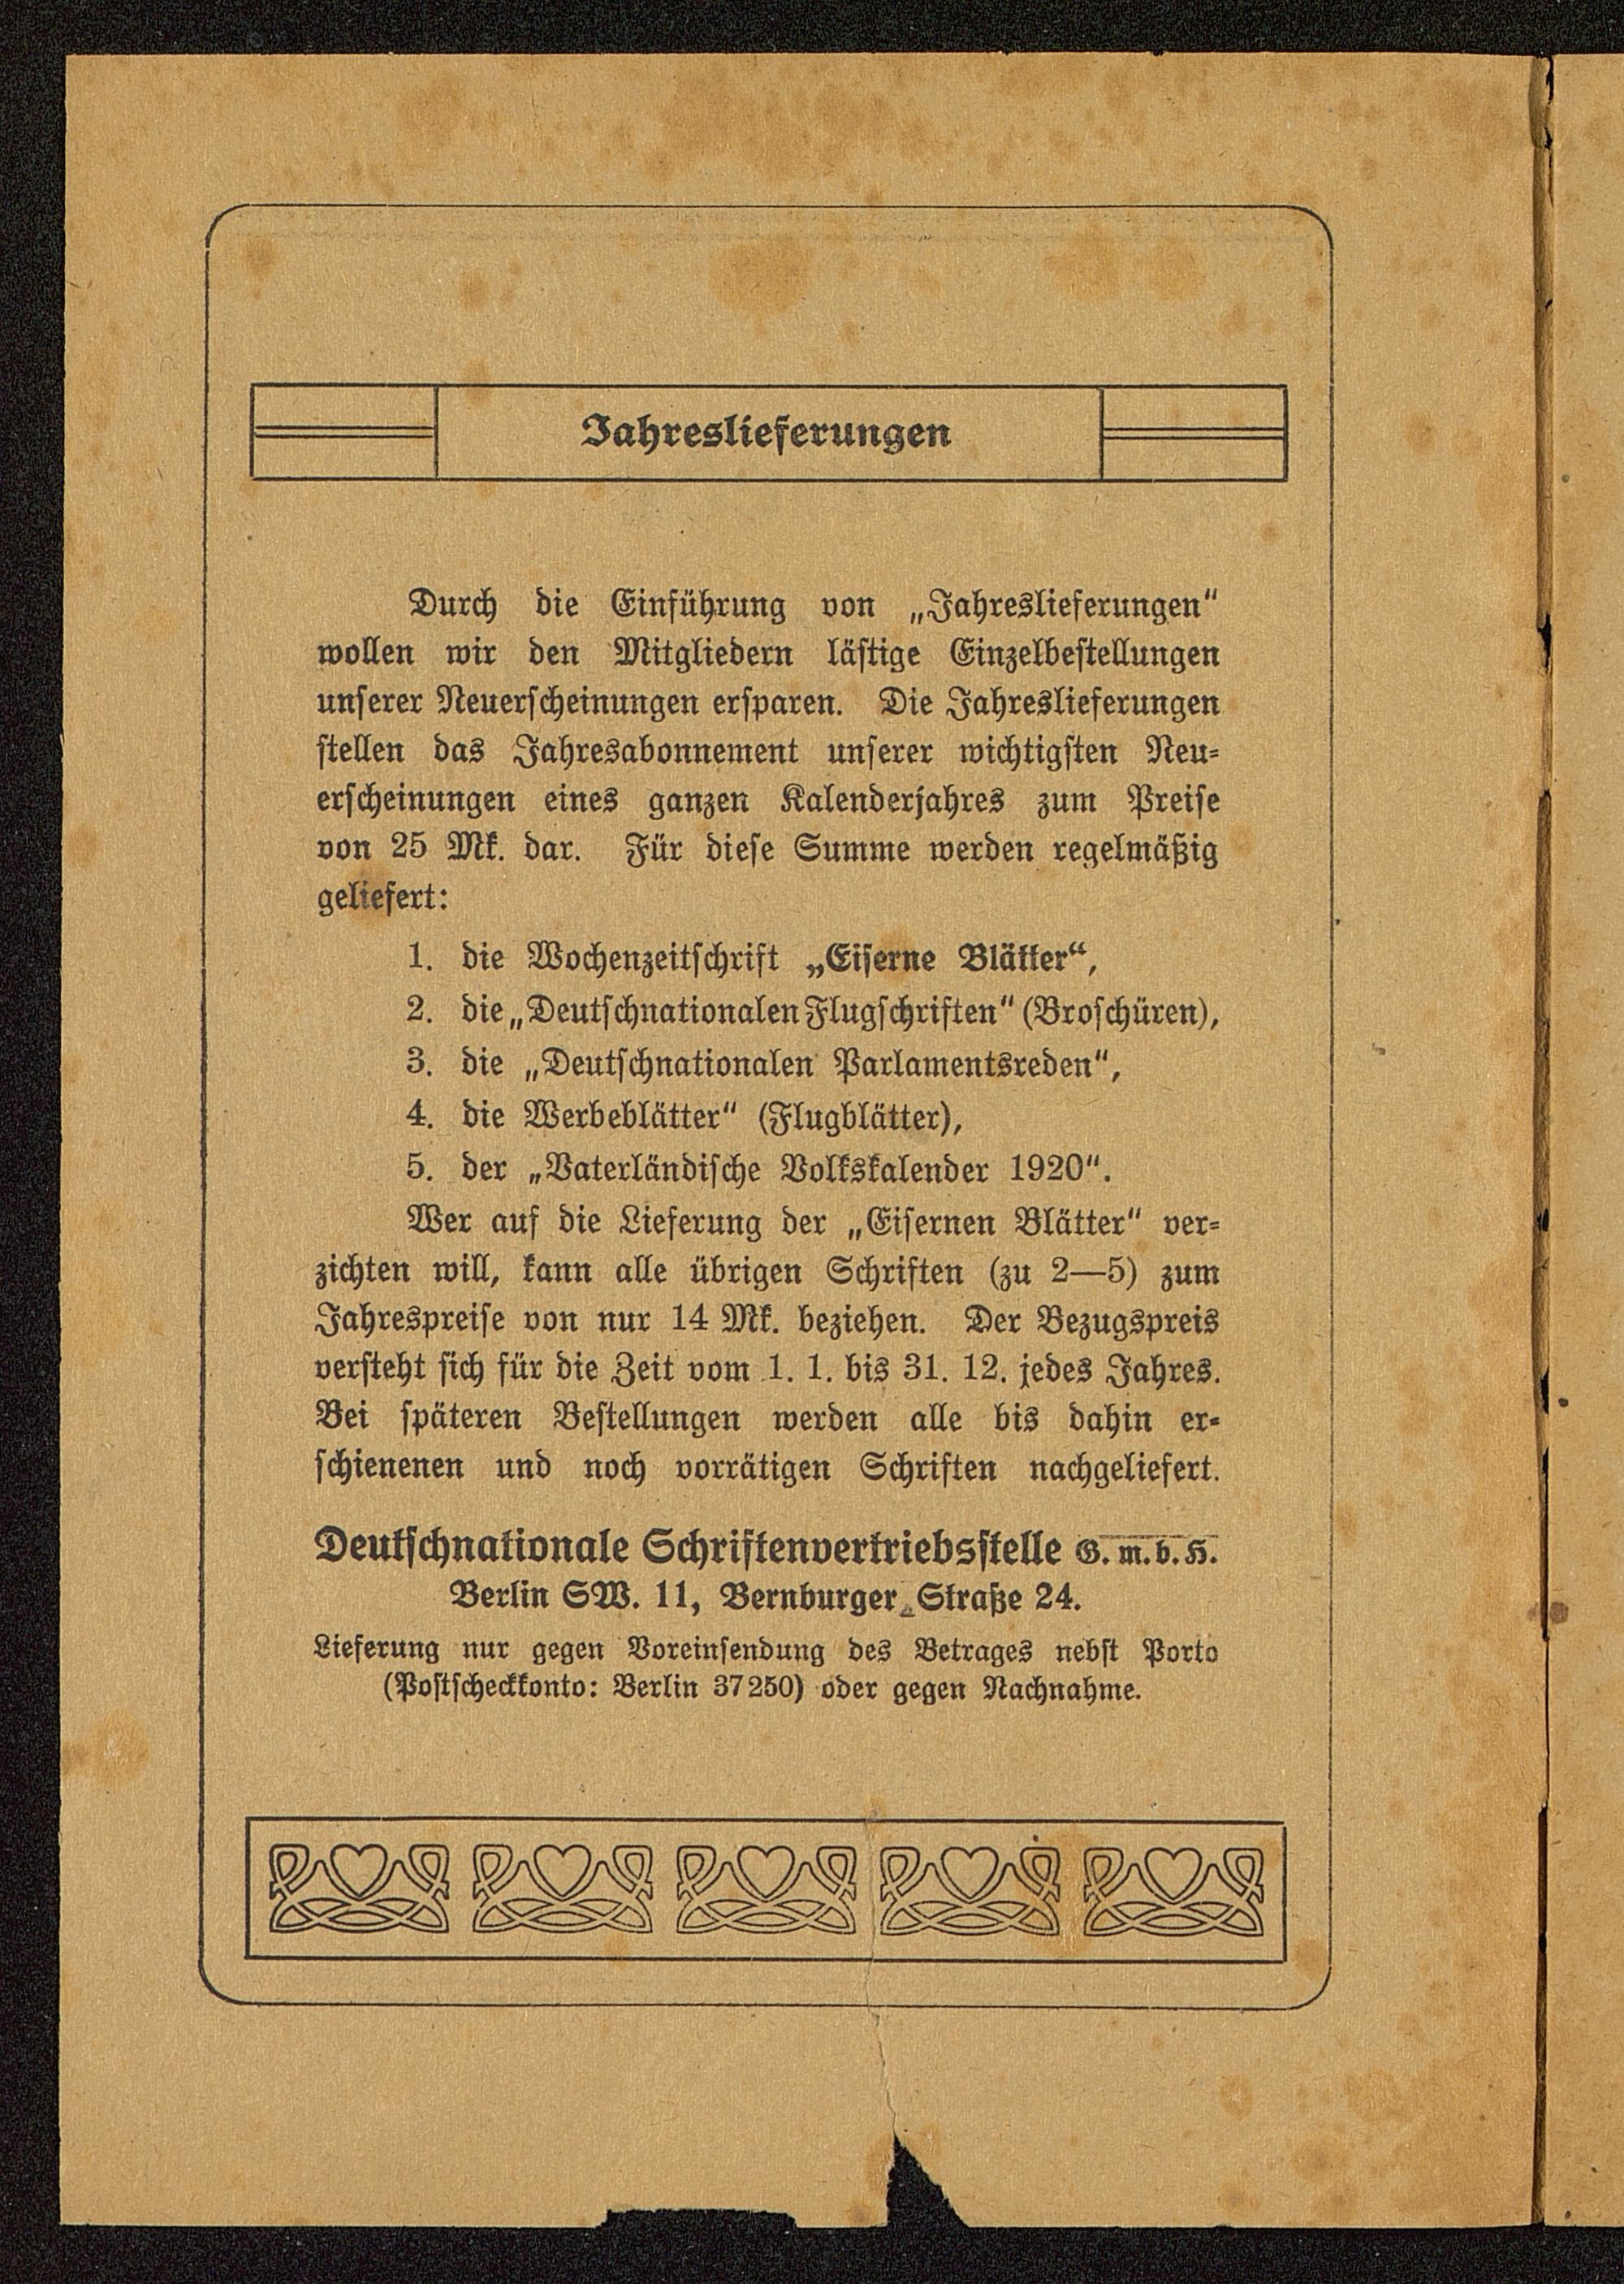 Jahreslieferungen
Durch die Einführung von „Jahreslieferungen“
wollen wir den Mitgliedern lästige Einzelbestellungen
unserer Neuerscheinungen ersparen. Die Jahreslieferungen
stellen das Jahresabonnement unserer wichtigsten Neu-
erscheinungen eines ganzen Kalenderjahres zum Preise
von 25 Mk. dar. Für diese Summe werden regelmäßig
geliefert:
1. die Wochenzeitschrift „Eiserne Blätter“,
2. die „Deutschnationalen Flugschriften“ (Broschüren),
3. die „Deutschnationalen Parlamentsreden“,
4. die Werbeblätter“ (Flugblätter),
5. der „Vaterländische Volkskalender 1920“.
Wer auf die Lieferung der „Eisernen Blätter“ ver-
zichten will, kann alle übrigen Schriften (zu 2—5) zum
Jahrespreise von nur 14 Mk. beziehen. Der Bezugspreis
versteht sich für die Zeit vom 1. 1. bis 31. 12. jedes Jahres.
Bei späteren Bestellungen werden alle bis dahin er-
schienenen und noch vorrätigen Schriften nachgeliefert.
Deutschnationale Schriftenvertriebsstelle G. m. b. H.
Berlin SW. 11, Bernburger Straße 24.
Lieferung nur gegen Voreinsendung des Betrages nebst Porto
(Postscheckkonto: Berlin 37250) oder gegen Nachnahme.